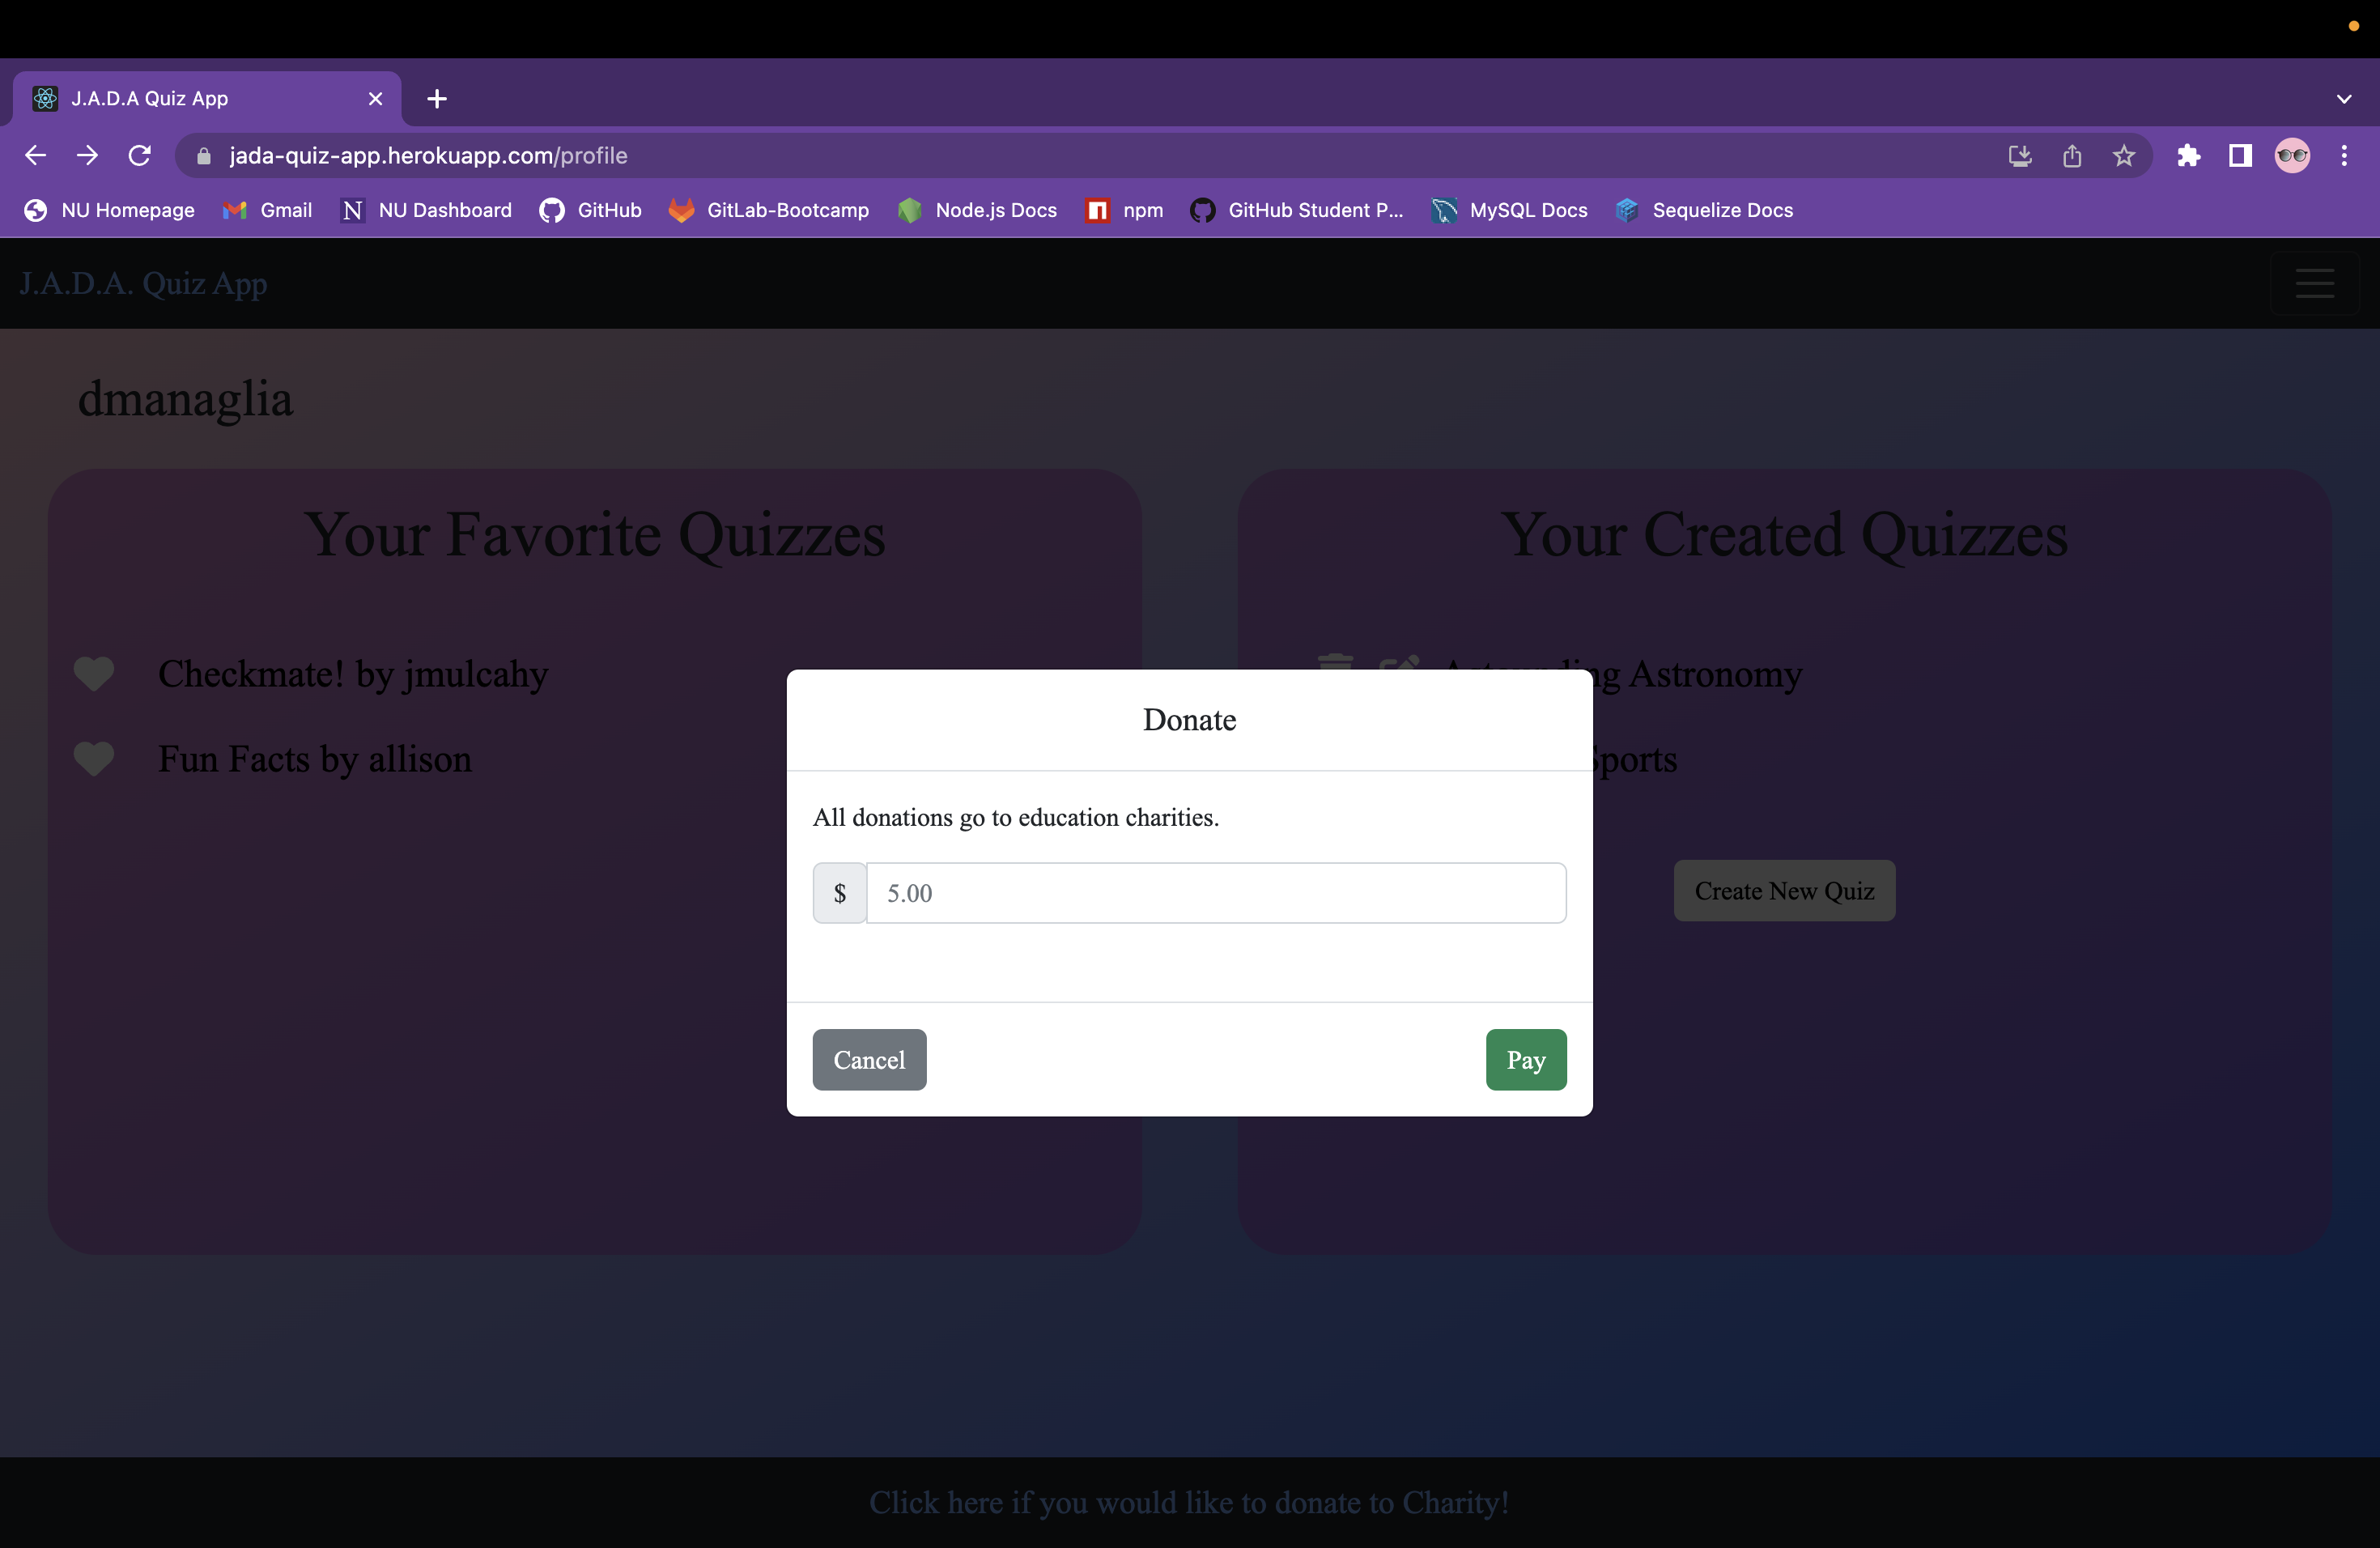 J.A.D.A Quiz App
jada-quiz-app.herokuapp.com/profile
NU Homepage Gmail NU Dashboard GitHub GitLab-Bootcamp Node.js Docs npm GitHub Student P... MySQL Docs Sequelize Docs
J.A.D.A. Quiz App
dmanaglia
Your Favorite Quizzes
Checkmate! by jmulcahy
Fun Facts by allison
Your Created Quizzes
Astronomy
Sports
Create New Quiz
Donate
All donations go to education charities.
$ 5.00
Cancel Pay
Click here if you would like to donate to Charity!